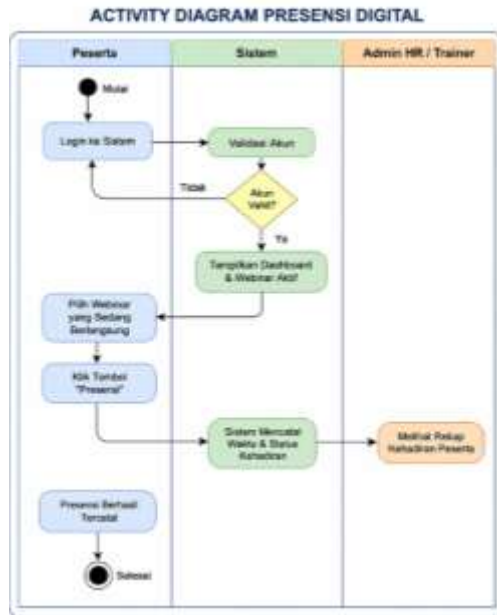 ACTIVITY DIAGRAM PRESENSI DIGITAL
Peserta
Sistem
Admin HR / Trainer
Mulai
Login ke Sistem
Validasi Akun
Tidak
Akun
Valid?
Ya
Tampilkan Dashboard
& Webinar Aktif
Pilih Webinar
yang Sedang
Berlangsung
Klik Tombol
"Presensi"
Sistem Mencatat
Waktu & Status
Kehadiran
Melihat Rekap
Kehadiran Peserta
Presensi Berhasil
Tercatat
Selesai